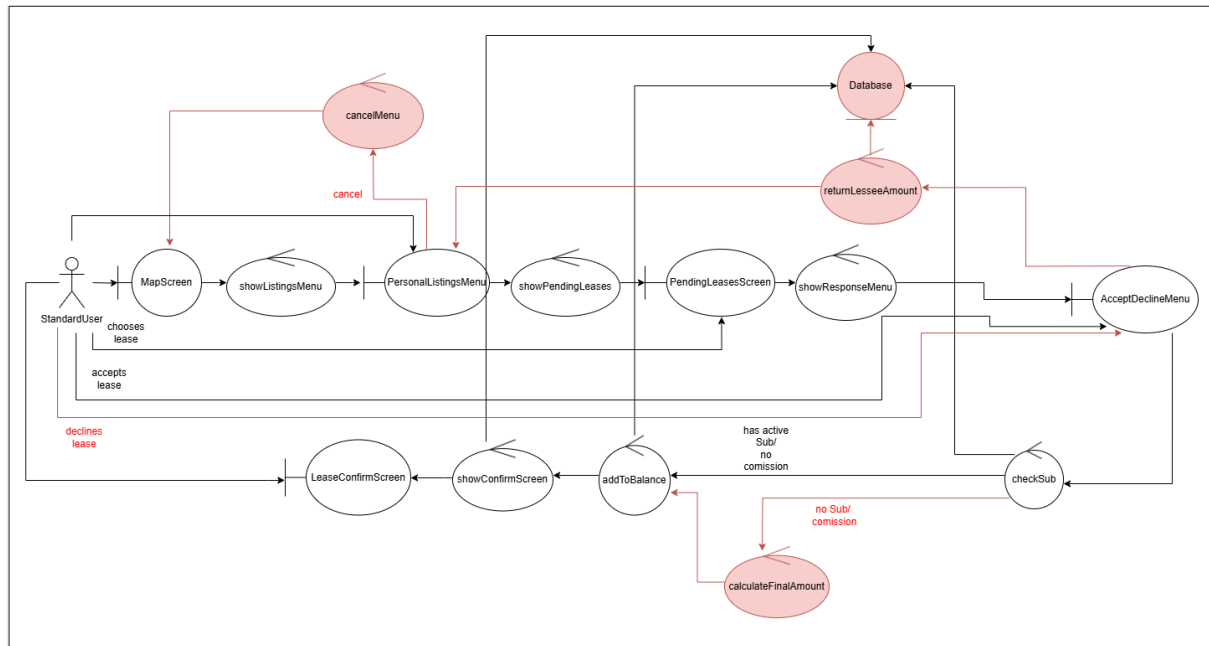 Database
cancelMenu
returnLesseeAmount
cancel
MapScreen
showListingsMenu
PersonalListingsMenu
showPendingLeases
PendingLeasesScreen
showResponseMenu
AcceptDeclineMenu
StandardUser
chooses
lease
accepts
lease
declines
lease
has active
Sub/
no
comission
LeaseConfirmScreen
showConfirmScreen
addToBalance
checkSub
no Sub/
comission
calculateFinalAmount